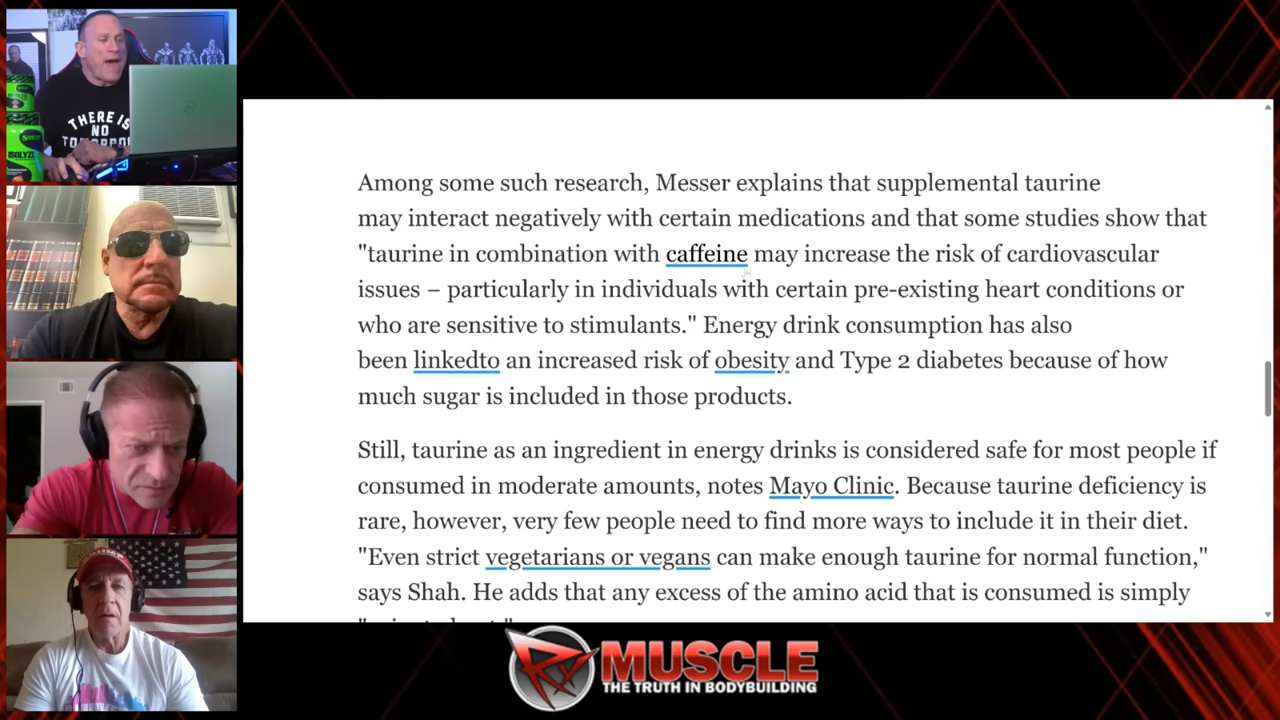 THERE IS
NO
TOMORROW
ISOLYZE
Among some such research, Messer explains that supplemental taurine
may interact negatively with certain medications and that some studies show that
"taurine in combination with caffeine may increase the risk of cardiovascular
issues – particularly in individuals with certain pre-existing heart conditions or
who are sensitive to stimulants." Energy drink consumption has also
been linkedto an increased risk of obesity and Type 2 diabetes because of how
much sugar is included in those products.
Still, taurine as an ingredient in energy drinks is considered safe for most people if
consumed in moderate amounts, notes Mayo Clinic. Because taurine deficiency is
rare, however, very few people need to find more ways to include it in their diet.
"Even strict vegetarians or vegans can make enough taurine for normal function,"
says Shah. He adds that any excess of the amino acid that is consumed is simply
Rx MUSCLE
THE TRUTH IN BODYBUILDING